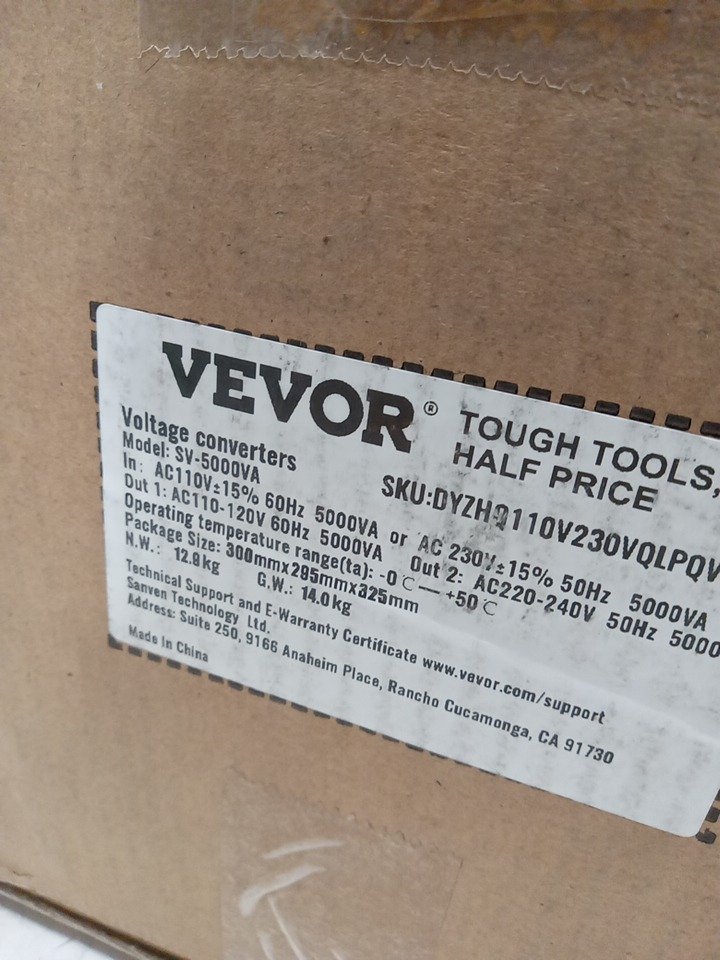 VEVOR® TOUGH TOOLS,
HALF PRICE
Voltage converters
Model: SV-5000VA SKU:DYZHQ110V230VQLPQV
In: AC110V±15% 60Hz 5000VA or AC 230V±15% 50Hz 5000VA
Out 1: AC110-120V 60Hz 5000VA Out 2: AC220-240V 50Hz 5000
Operating temperature range(ta): -0℃—+50℃
Package Size: 300mmx295mmx325mm
N.W.: 12.8kg G.W.: 14.0kg
Technical Support and E-Warranty Certificate www.vevor.com/support
Sanven Technology Ltd.
Address: Suite 250, 9166 Anaheim Place, Rancho Cucamonga, CA 91730
Made In China